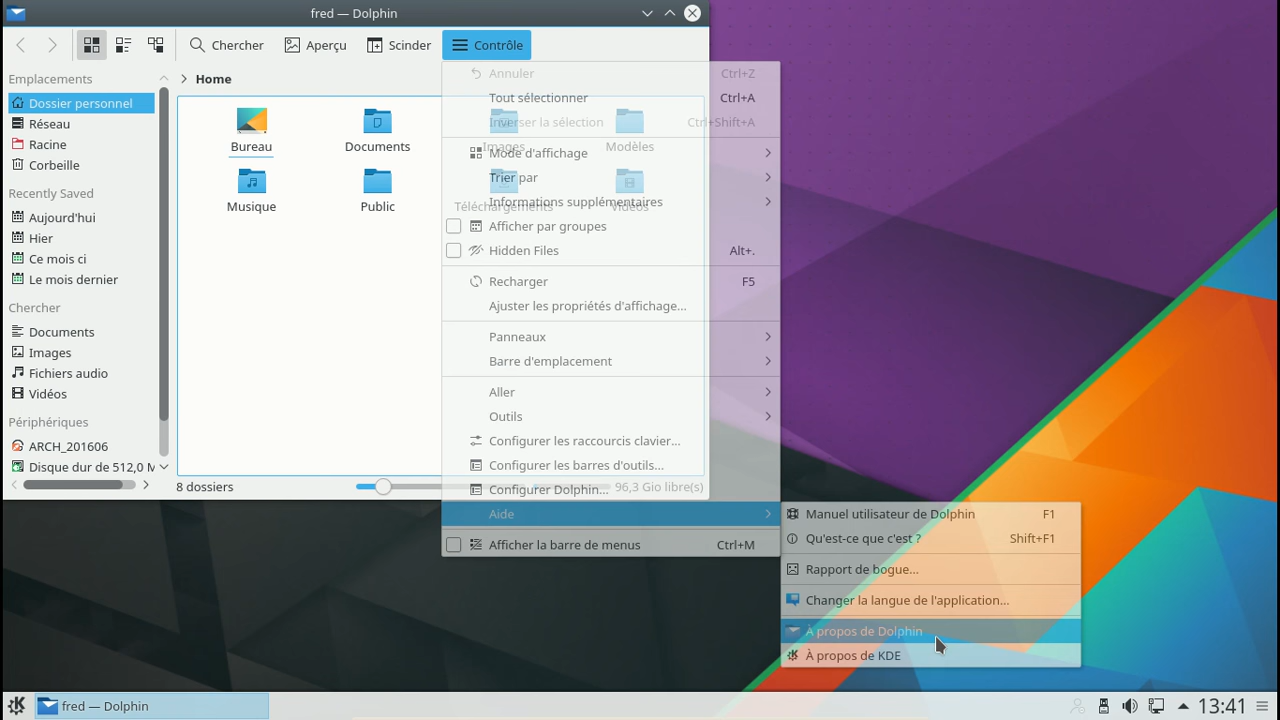 fred — Dolphin
Chercher
Aperçu
Scinder
Contrôle
Emplacements
Dossier personnel
Réseau
Racine
Corbeille
Recently Saved
Aujourd'hui
Hier
Ce mois ci
Le mois dernier
Chercher
Documents
Images
Fichiers audio
Vidéos
Périphériques
ARCH_201606
Disque dur de 512,0 M
Home
Bureau
Documents
Images
Modèles
Musique
Public
Téléchargements
Vidéos
8 dossiers
96,3 Gio libre(s)
Annuler Ctrl+Z
Tout sélectionner Ctrl+A
Inverser la sélection Ctrl+Shift+A
Mode d'affichage
Trier par
Informations supplémentaires
Afficher par groupes
Hidden Files Alt+.
Recharger F5
Ajuster les propriétés d'affichage...
Panneaux
Barre d'emplacement
Aller
Outils
Configurer les raccourcis clavier...
Configurer les barres d'outils...
Configurer Dolphin...
Aide
Afficher la barre de menus Ctrl+M
Manuel utilisateur de Dolphin F1
Qu'est-ce que c'est ? Shift+F1
Rapport de bogue...
Changer la langue de l'application...
À propos de Dolphin
À propos de KDE
fred — Dolphin
13:41